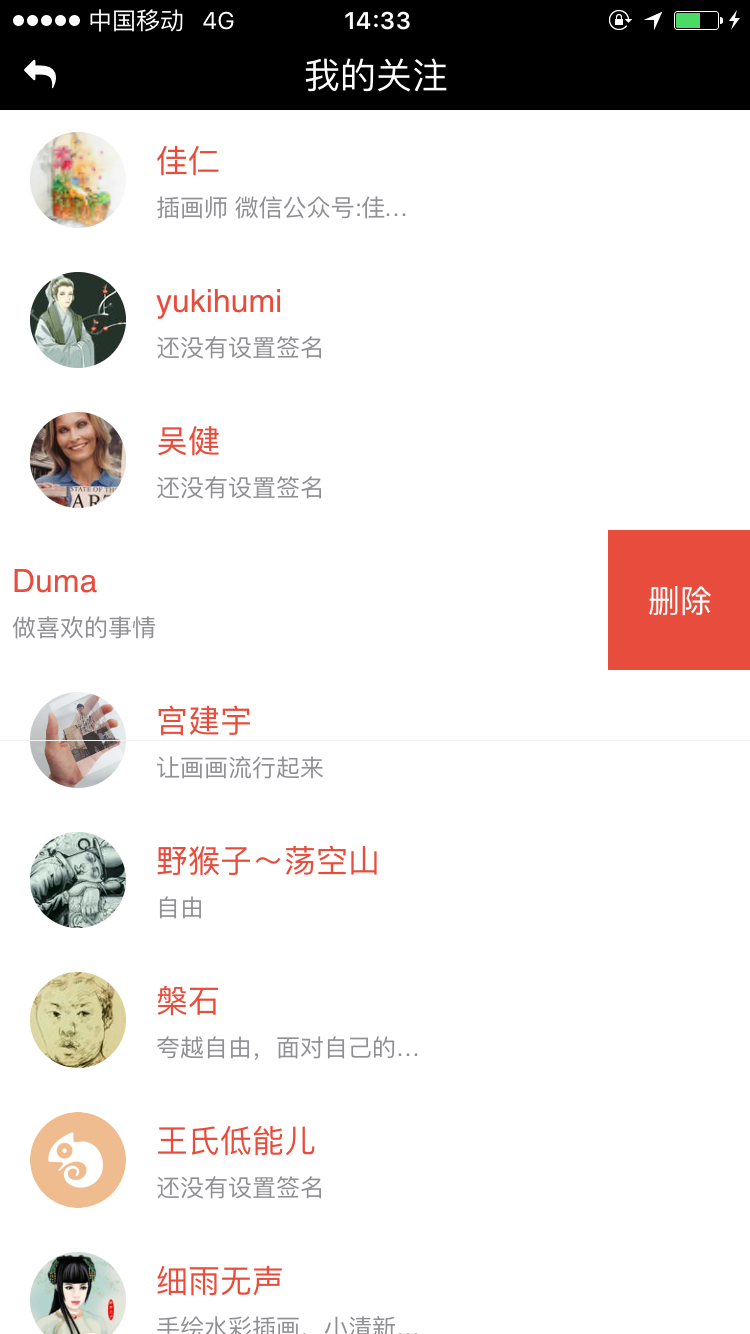 中国移动 4G 14:33
我的关注
佳仁
插画师 微信公众号:佳...
yukihumi
还没有设置签名
吴健
还没有设置签名
STATE OF THE
ART
Duma
做喜欢的事情
删除
宫建宇
让画画流行起来
野猴子～荡空山
自由
槃石
夸越自由，面对自己的...
王氏低能儿
还没有设置签名
细雨无声
手绘水彩插画，小清新...